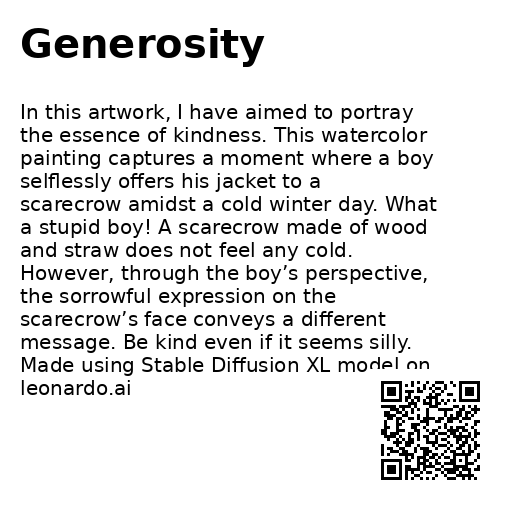 Generosity
In this artwork, I have aimed to portray
the essence of kindness. This watercolor
painting captures a moment where a boy
selflessly offers his jacket to a
scarecrow amidst a cold winter day. What
a stupid boy! A scarecrow made of wood
and straw does not feel any cold.
However, through the boy’s perspective,
the sorrowful expression on the
scarecrow’s face conveys a different
message. Be kind even if it seems silly.
Made using Stable Diffusion XL model on
leonardo.ai